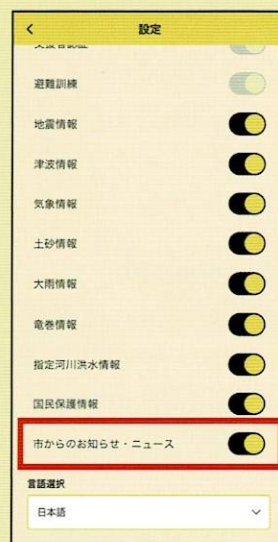 設定
避難訓練
地震情報
津波情報
気象情報
土砂情報
大雨情報
竜巻情報
指定河川洪水情報
国民保護情報
市からのお知らせ・ニュース
言語選択
日本語